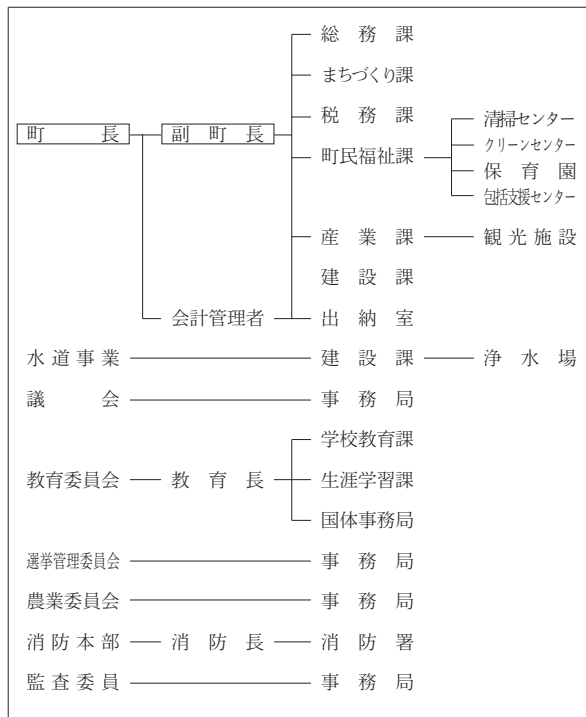 総務課
まちづくり課
税務課
町長 副町長
町民福祉課
清掃センター
クリーンセンター
保育園
包括支援センター
産業課 観光施設
建設課
会計管理者 出納室
水道事業 建設課 浄水場
議会 事務局
学校教育課
教育委員会 教育長 生涯学習課
国体事務局
選挙管理委員会 事務局
農業委員会 事務局
消防本部 消防長 消防署
監査委員 事務局